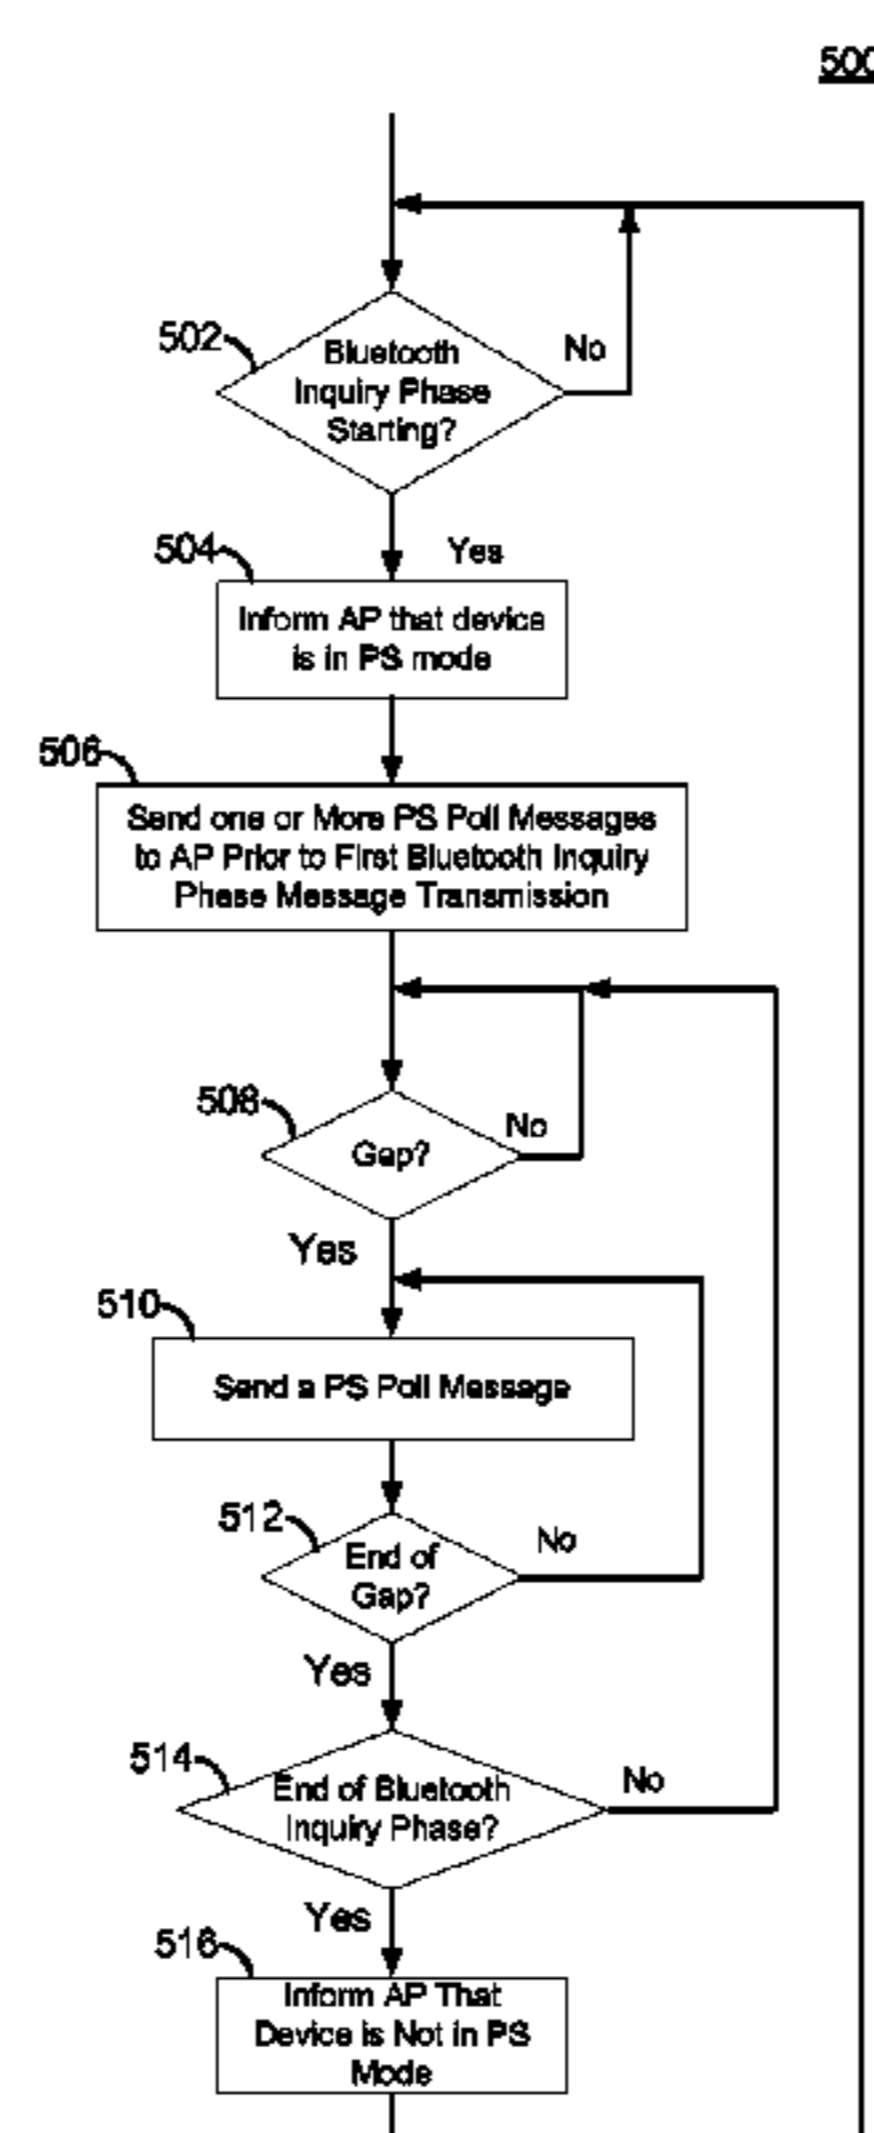 500
502
Bluetooth
Inquiry Phase
Starting?
No
504
Yes
Inform AP that device
is in PS mode
506
Send one or More PS Poll Messages
to AP Prior to First Bluetooth Inquiry
Phase Message Transmission
508
No
Gap?
Yes
510
Send a PS Poll Message
512
No
End of
Gap?
Yes
514
No
End of Bluetooth
Inquiry Phase?
Yes
516
Inform AP That
Device is Not in PS
Mode